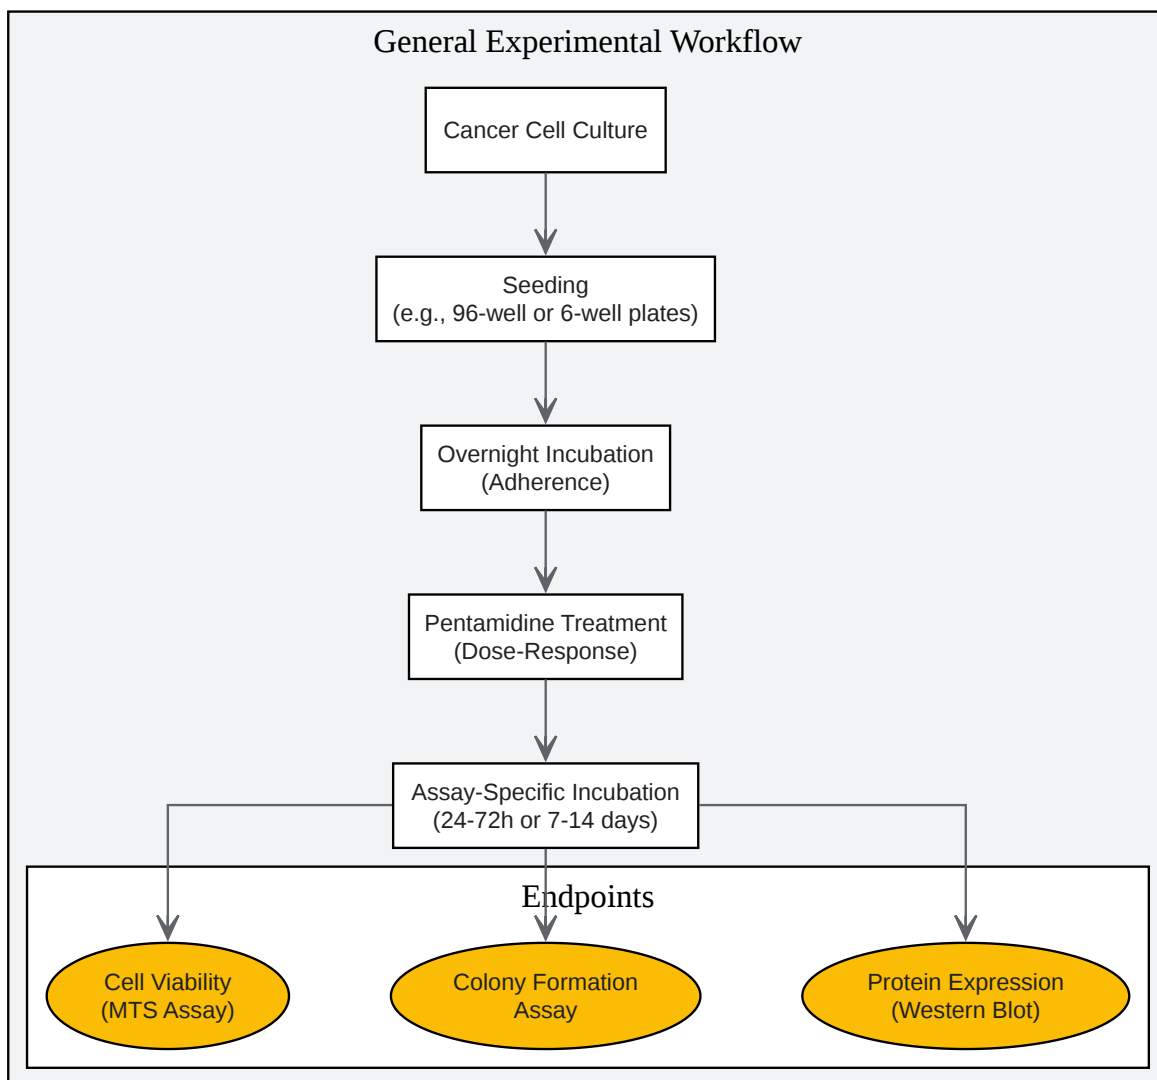 General Experimental Workflow
Cancer Cell Culture
Seeding
(e.g., 96-well or 6-well plates)
Overnight Incubation
(Adherence)
Pentamidine Treatment
(Dose-Response)
Assay-Specific Incubation
(24-72h or 7-14 days)
Endpoints
Cell Viability
(MTS Assay)
Colony Formation
Assay
Protein Expression
(Western Blot)